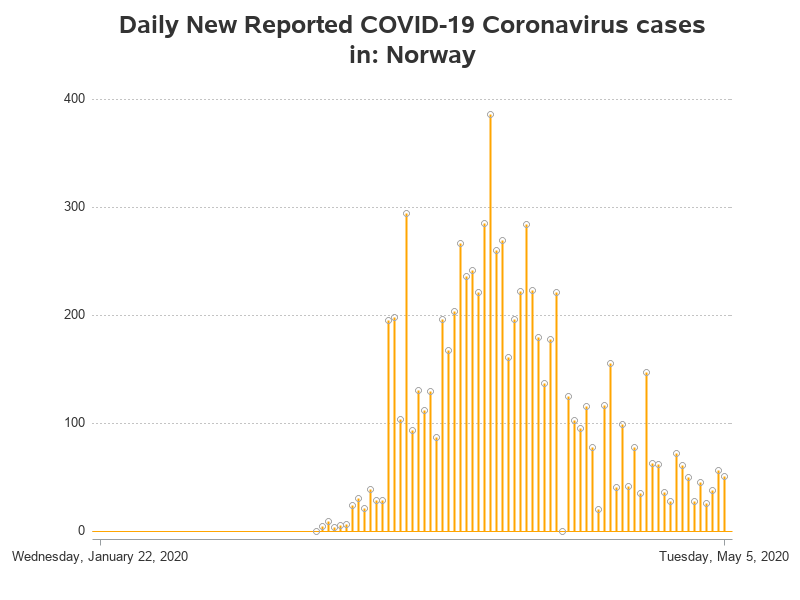 Daily New Reported COVID-19 Coronavirus cases
in: Norway
400
300
200
100
0
Wednesday, January 22, 2020
Tuesday, May 5, 2020